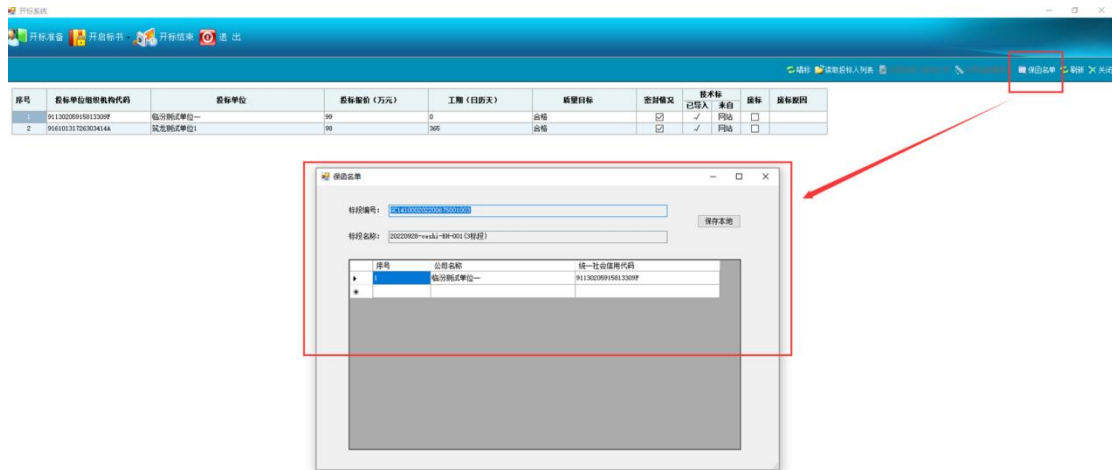 开标系统
开标准备 开启标书 开标结束 退 出
唱标 读取投标人列表 保函名单 刷新 关闭
序号 投标单位组织机构代码 投标单位 投标报价（万元） 工期（日历天） 质量目标 密封情况 技术标 废标 废标原因
已导入 来自
1 91130205915813309F 临汾测试单位一 99 0 合格 ☑ √ 网站 ☐
2 91610131726303414A 筑龙测试单位1 98 365 合格 ☑ √ 网站 ☐
保函名单
标段编号：
保存本地
标段名称： 20220928-ceshi-BH-001(3标段)
序号 公司名称 统一社会信用代码
1 临汾测试单位一 91130205915813309F